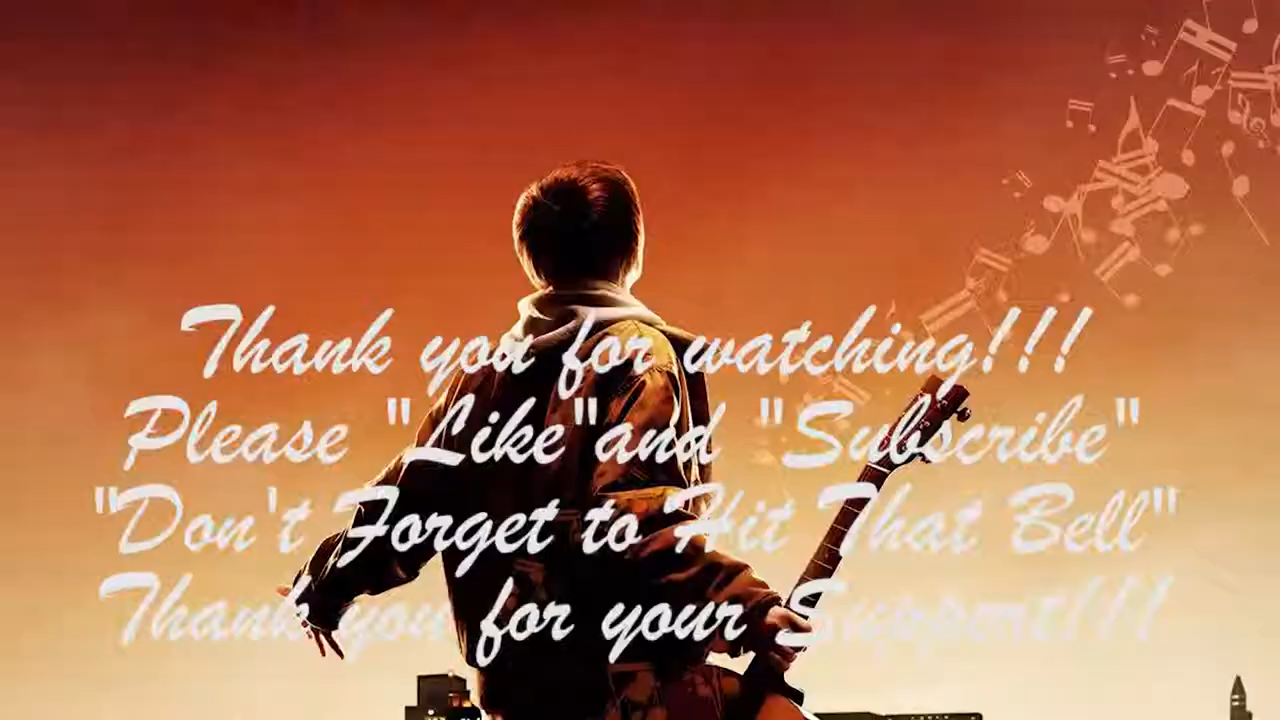 Thank you for watching!!!
Please "Like"and "Subscribe"
"Don't Forget to Hit That Bell"
Thank you for your Support!!!